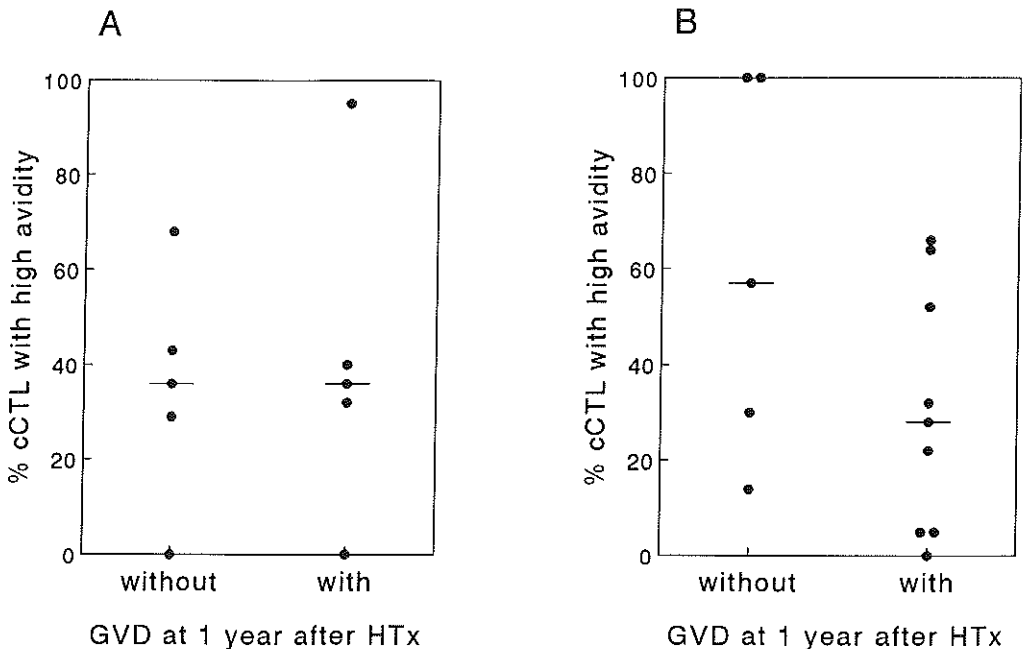 A
% cCTL with high avidity
100
80
60
40
20
0
without with
GVD at 1 year after HTx
B
% cCTL with high avidity
100
80
60
40
20
0
without with
GVD at 1 year after HTx